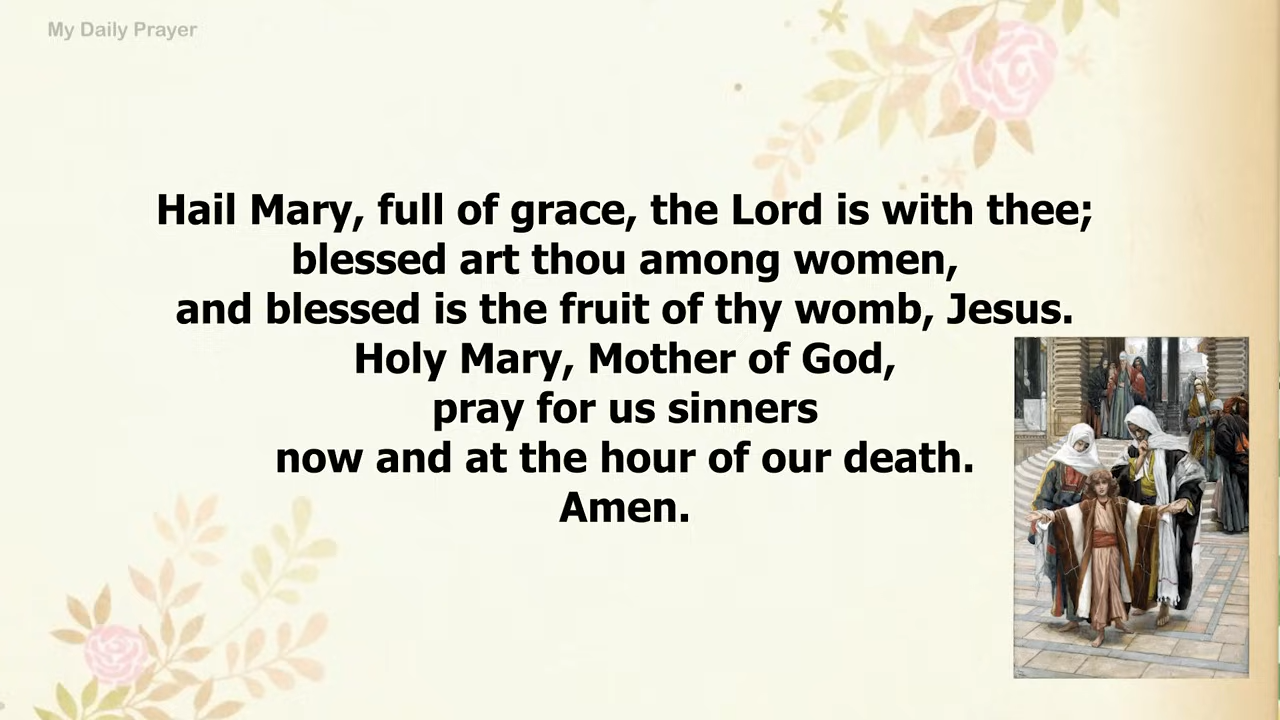 My Daily Prayer
Hail Mary, full of grace, the Lord is with thee;
blessed art thou among women,
and blessed is the fruit of thy womb, Jesus.
Holy Mary, Mother of God,
pray for us sinners
now and at the hour of our death.
Amen.